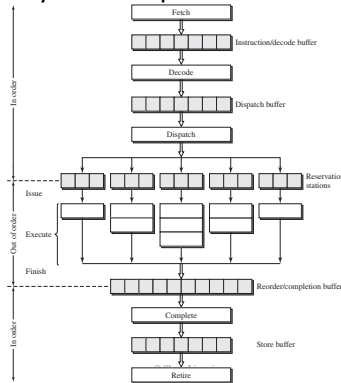 Fetch
Instruction/decode buffer
In order
Decode
Dispatch buffer
Dispatch
Reservation
stations
Issue
Out of order
Execute
Finish
Reorder/completion buffer
Complete
In order
Store buffer
Retire